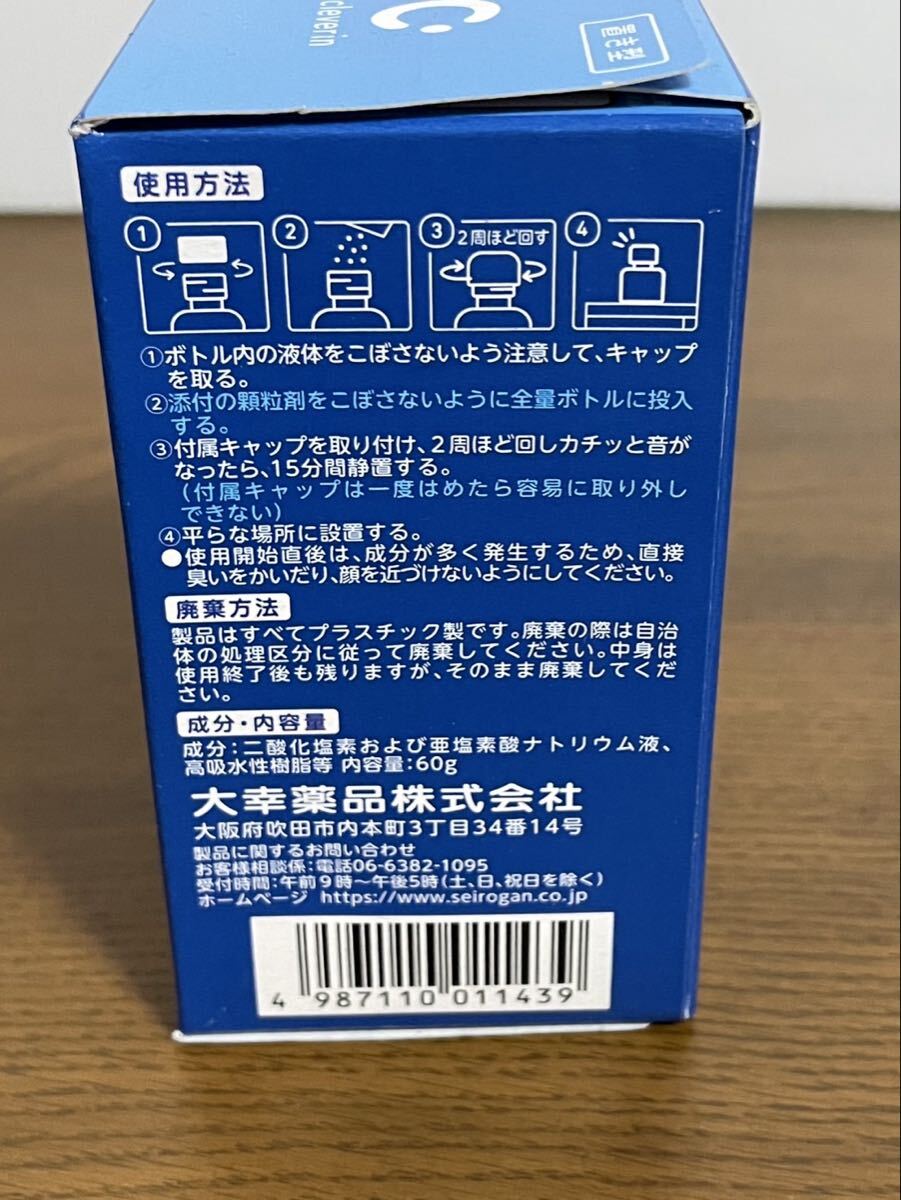 cleverin
置き型
使用方法
① ② ③ 2周ほど回す ④
①ボトル内の液体をこぼさないよう注意して、キャップ
を取る。
②添付の顆粒剤をこぼさないように全量ボトルに投入
する。
③付属キャップを取り付け、2周ほど回しカチッと音が
なったら、15分間静置する。
(付属キャップは一度はめたら容易に取り外し
できない)
④平らな場所に設置する。
●使用開始直後は、成分が多く発生するため、直接
臭いをかいだり、顔を近づけないようにしてください。
廃棄方法
製品はすべてプラスチック製です。廃棄の際は自治
体の処理区分に従って廃棄してください。中身は
使用終了後も残りますが、そのまま廃棄してくだ
さい。
成分・内容量
成分:二酸化塩素および亜塩素酸ナトリウム液、
高吸水性樹脂等 内容量:60g
大幸薬品株式会社
大阪府吹田市内本町3丁目34番14号
製品に関するお問い合わせ
お客様相談係:電話06-6382-1095
受付時間:午前9時～午後5時(土、日、祝日を除く)
ホームページ https://www.seirogan.co.jp
4 987110 011439